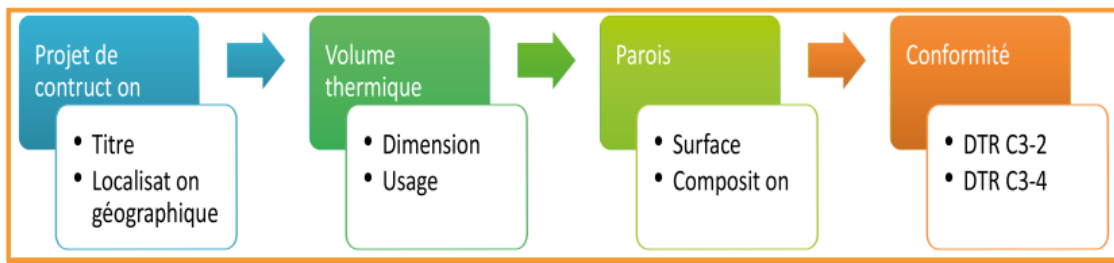 Projet de
contruct on
• Titre
• Localisat on
géographique
Volume
thermique
• Dimension
• Usage
Parois
• Surface
• Composit on
Conformité
• DTR C3-2
• DTR C3-4